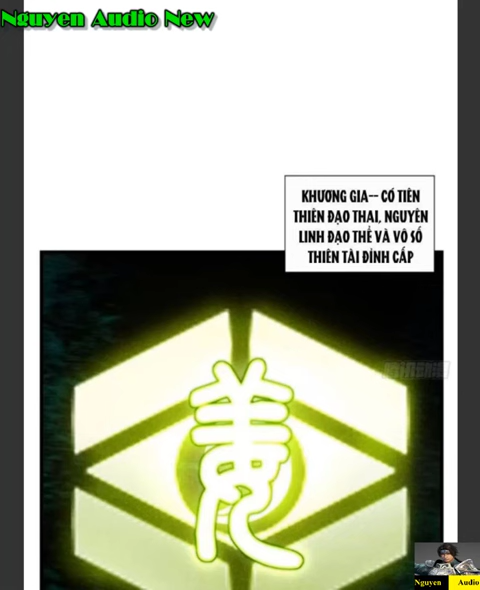 Nguyen Audio New
KHƯƠNG GIA-- CÓ TIÊN
THIÊN ĐẠO THAI, NGUYÊN
LINH ĐẠO THỂ VÀ VÔ SỐ
THIÊN TÀI ĐỈNH CẤP
姜
Nguyen Audio